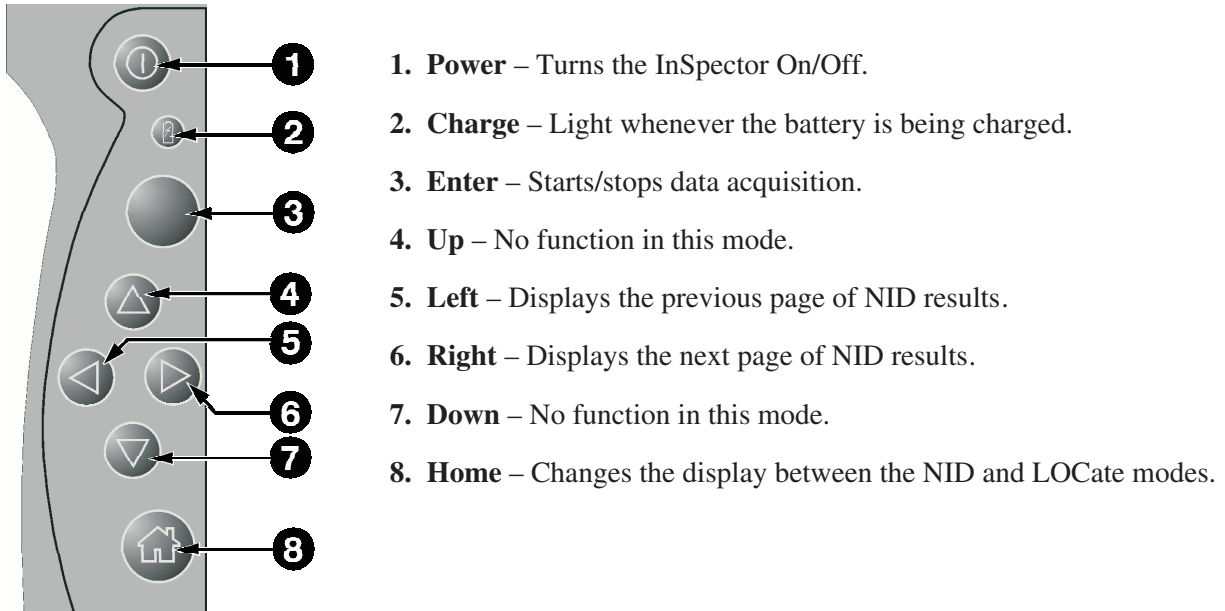 1
2
3
4
5
6
7
8
1. Power – Turns the InSpector On/Off.
2. Charge – Light whenever the battery is being charged.
3. Enter – Starts/stops data acquisition.
4. Up – No function in this mode.
5. Left – Displays the previous page of NID results.
6. Right – Displays the next page of NID results.
7. Down – No function in this mode.
8. Home – Changes the display between the NID and LOCate modes.